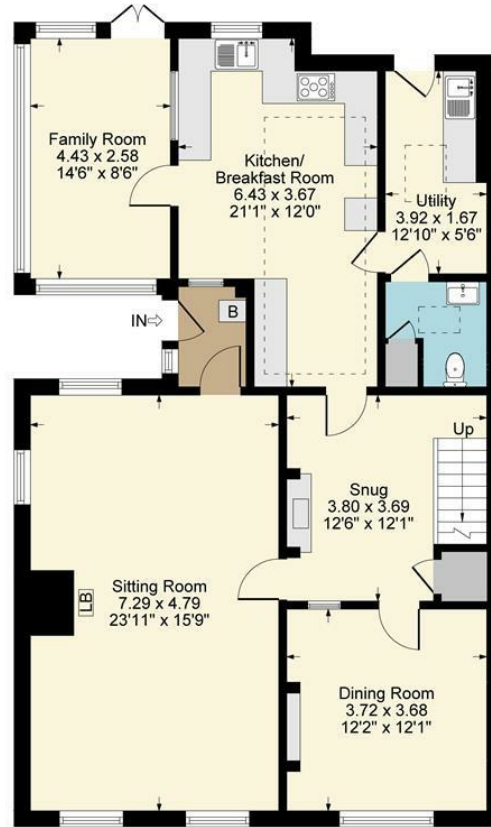 Family Room
4.43 x 2.58
14'6" x 8'6"
Kitchen/
Breakfast Room
6.43 x 3.67
21'1" x 12'0"
Utility
3.92 x 1.67
12'10" x 5'6"
IN
B
Up
Snug
3.80 x 3.69
12'6" x 12'1"
Sitting Room
7.29 x 4.79
23'11" x 15'9"
LB
Dining Room
3.72 x 3.68
12'2" x 12'1"